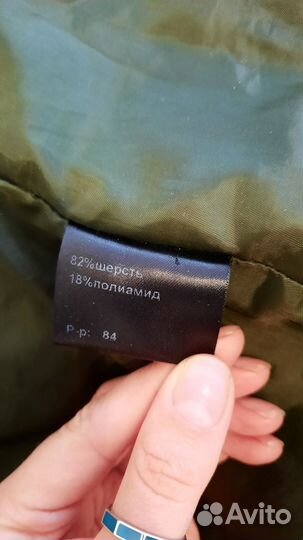 82%шерсть
18%полиамид
Р-р: 84
Avito